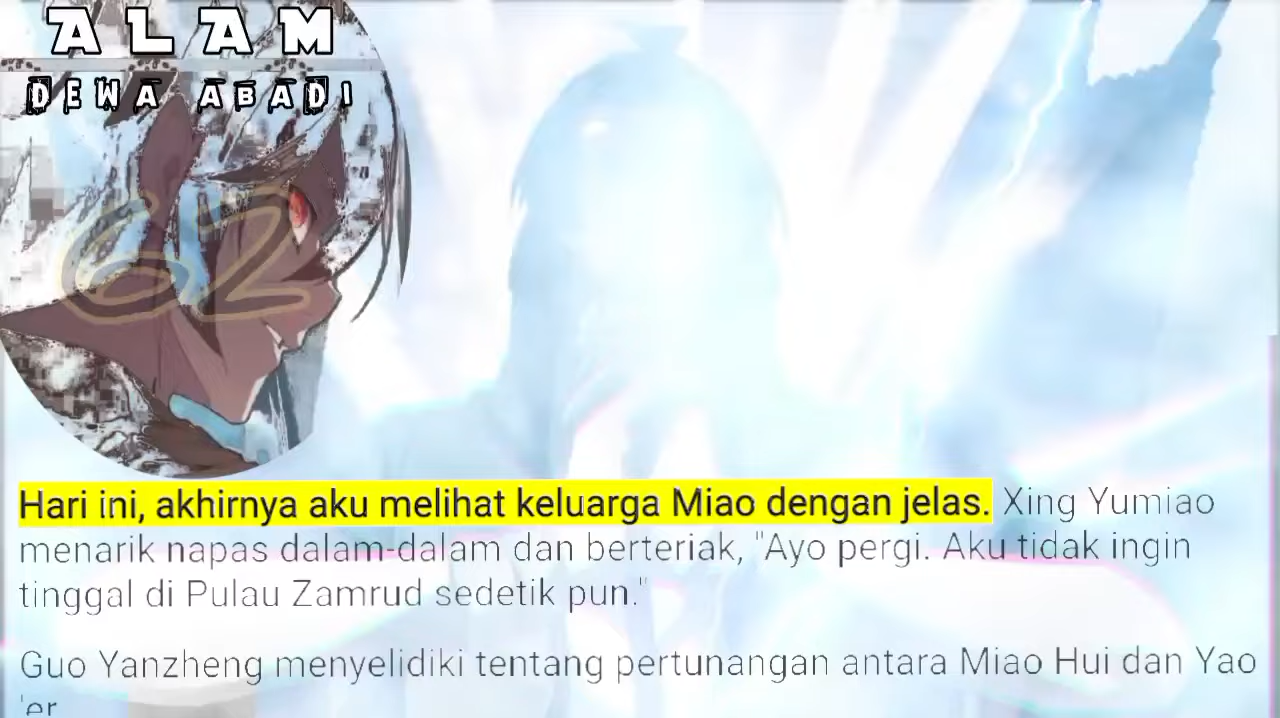 ALAM
DEWA ABADI
62
Hari ini, akhirnya aku melihat keluarga Miao dengan jelas. Xing Yumiao
menarik napas dalam-dalam dan berteriak, "Ayo pergi. Aku tidak ingin
tinggal di Pulau Zamrud sedetik pun."
Guo Yanzheng menyelidiki tentang pertunangan antara Miao Hui dan Yao
'er